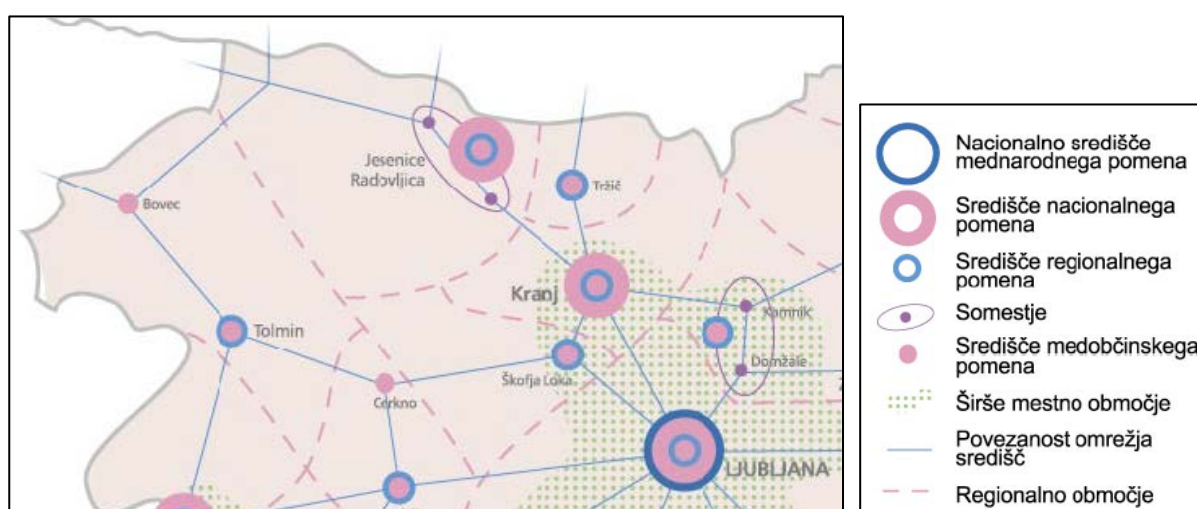 Jesenice
Radovljica
Tržič
Bovec
Kranj
Kamnik
Tolmin
Domžale
Škofja Loka
Cerkno
LJUBLJANA
Nacionalno središče
mednarodnega pomena
Središče nacionalnega
pomena
Središče regionalnega
pomena
Somestje
Središče medobčinskega
pomena
Širše mestno območje
Povezanost omrežja
središč
Regionalno območje